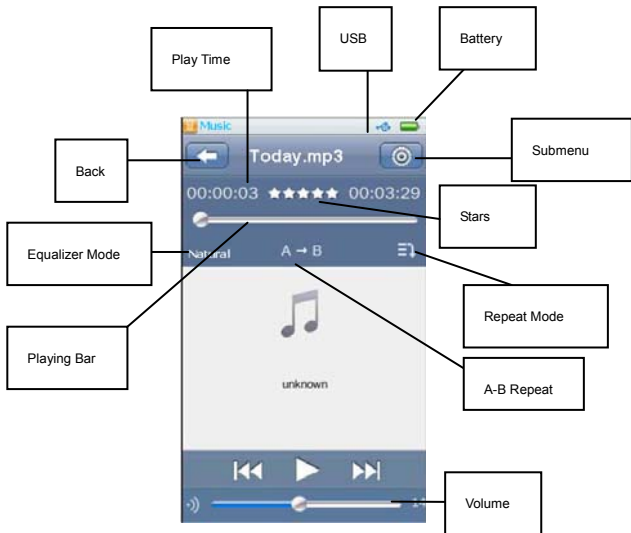 USB
Battery
Play Time
Music
Today.mp3
Submenu
Back
00:00:03 00:03:29
Stars
Equalizer Mode
Natural A → B
Repeat Mode
Playing Bar
unknown
A-B Repeat
14
Volume